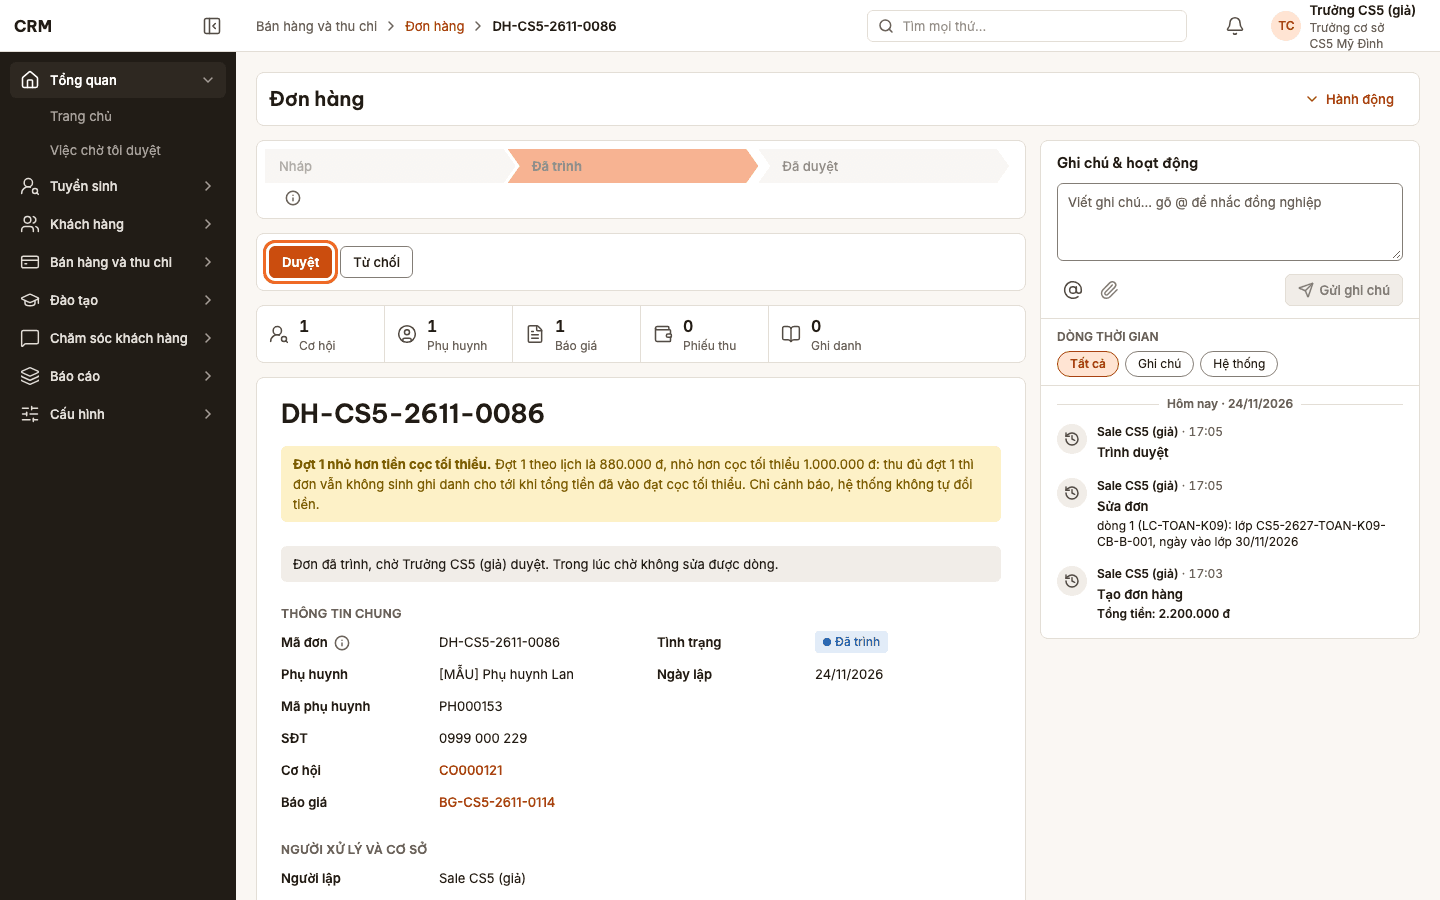 CRM
Bán hàng và thu chi > Đơn hàng > DH-CS5-2611-0086
Tìm mọi thứ...
TC
Trưởng CS5 (giả)
Trưởng cơ sở
CS5 Mỹ Đình
Tổng quan
Trang chủ
Việc chờ tôi duyệt
Tuyển sinh
Khách hàng
Bán hàng và thu chi
Đào tạo
Chăm sóc khách hàng
Báo cáo
Cấu hình
Đơn hàng
Hành động
Nháp
Đã trình
Đã duyệt
Duyệt
Từ chối
1
Cơ hội
1
Phụ huynh
1
Báo giá
0
Phiếu thu
0
Ghi danh
DH-CS5-2611-0086
Đợt 1 nhỏ hơn tiền cọc tối thiểu. Đợt 1 theo lịch là 880.000 đ, nhỏ hơn cọc tối thiểu 1.000.000 đ: thu đủ đợt 1 thì
đơn vẫn không sinh ghi danh cho tới khi tổng tiền đã vào đạt cọc tối thiểu. Chỉ cảnh báo, hệ thống không tự đổi
tiền.
Đơn đã trình, chờ Trưởng CS5 (giả) duyệt. Trong lúc chờ không sửa được dòng.
THÔNG TIN CHUNG
Mã đơn DH-CS5-2611-0086 Tình trạng Đã trình
Phụ huynh [MẪU] Phụ huynh Lan Ngày lập 24/11/2026
Mã phụ huynh PH000153
SĐT 0999 000 229
Cơ hội CO000121
Báo giá BG-CS5-2611-0114
NGƯỜI XỬ LÝ VÀ CƠ SỞ
Người lập Sale CS5 (giả)
Ghi chú & hoạt động
Viết ghi chú... gõ @ để nhắc đồng nghiệp
Gửi ghi chú
DÒNG THỜI GIAN
Tất cả
Ghi chú
Hệ thống
Hôm nay · 24/11/2026
Sale CS5 (giả) · 17:05
Trình duyệt
Sale CS5 (giả) · 17:05
Sửa đơn
dòng 1 (LC-TOAN-K09): lớp CS5-2627-TOAN-K09-
CB-B-001, ngày vào lớp 30/11/2026
Sale CS5 (giả) · 17:03
Tạo đơn hàng
Tổng tiền: 2.200.000 đ